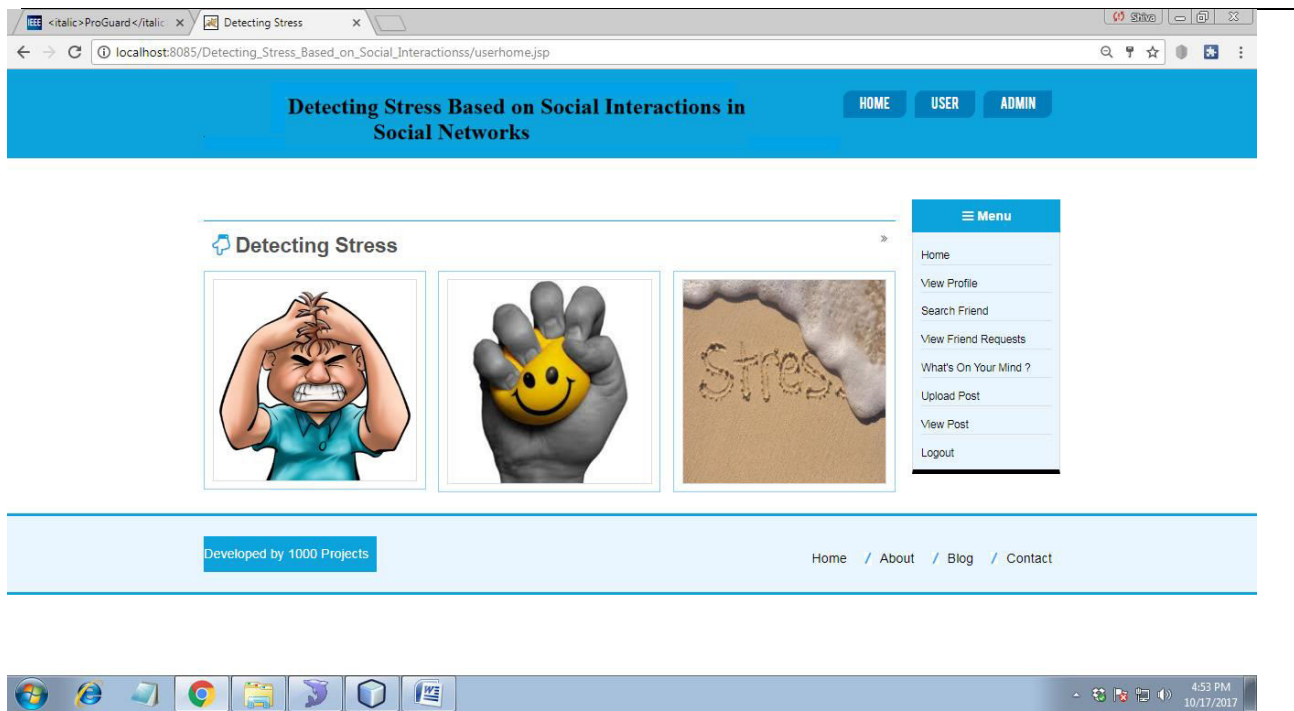 IEEE <italic>ProGuard</italic
Detecting Stress
localhost:8085/Detecting_Stress_Based_on_Social_Interactionss/userhome.jsp
Detecting Stress Based on Social Interactions in
Social Networks
HOME USER ADMIN
Menu
Detecting Stress
»
Home
View Profile
Search Friend
View Friend Requests
What's On Your Mind ?
Upload Post
View Post
Logout
Stress
Developed by 1000 Projects
Home / About / Blog / Contact
4:53 PM
10/17/2017